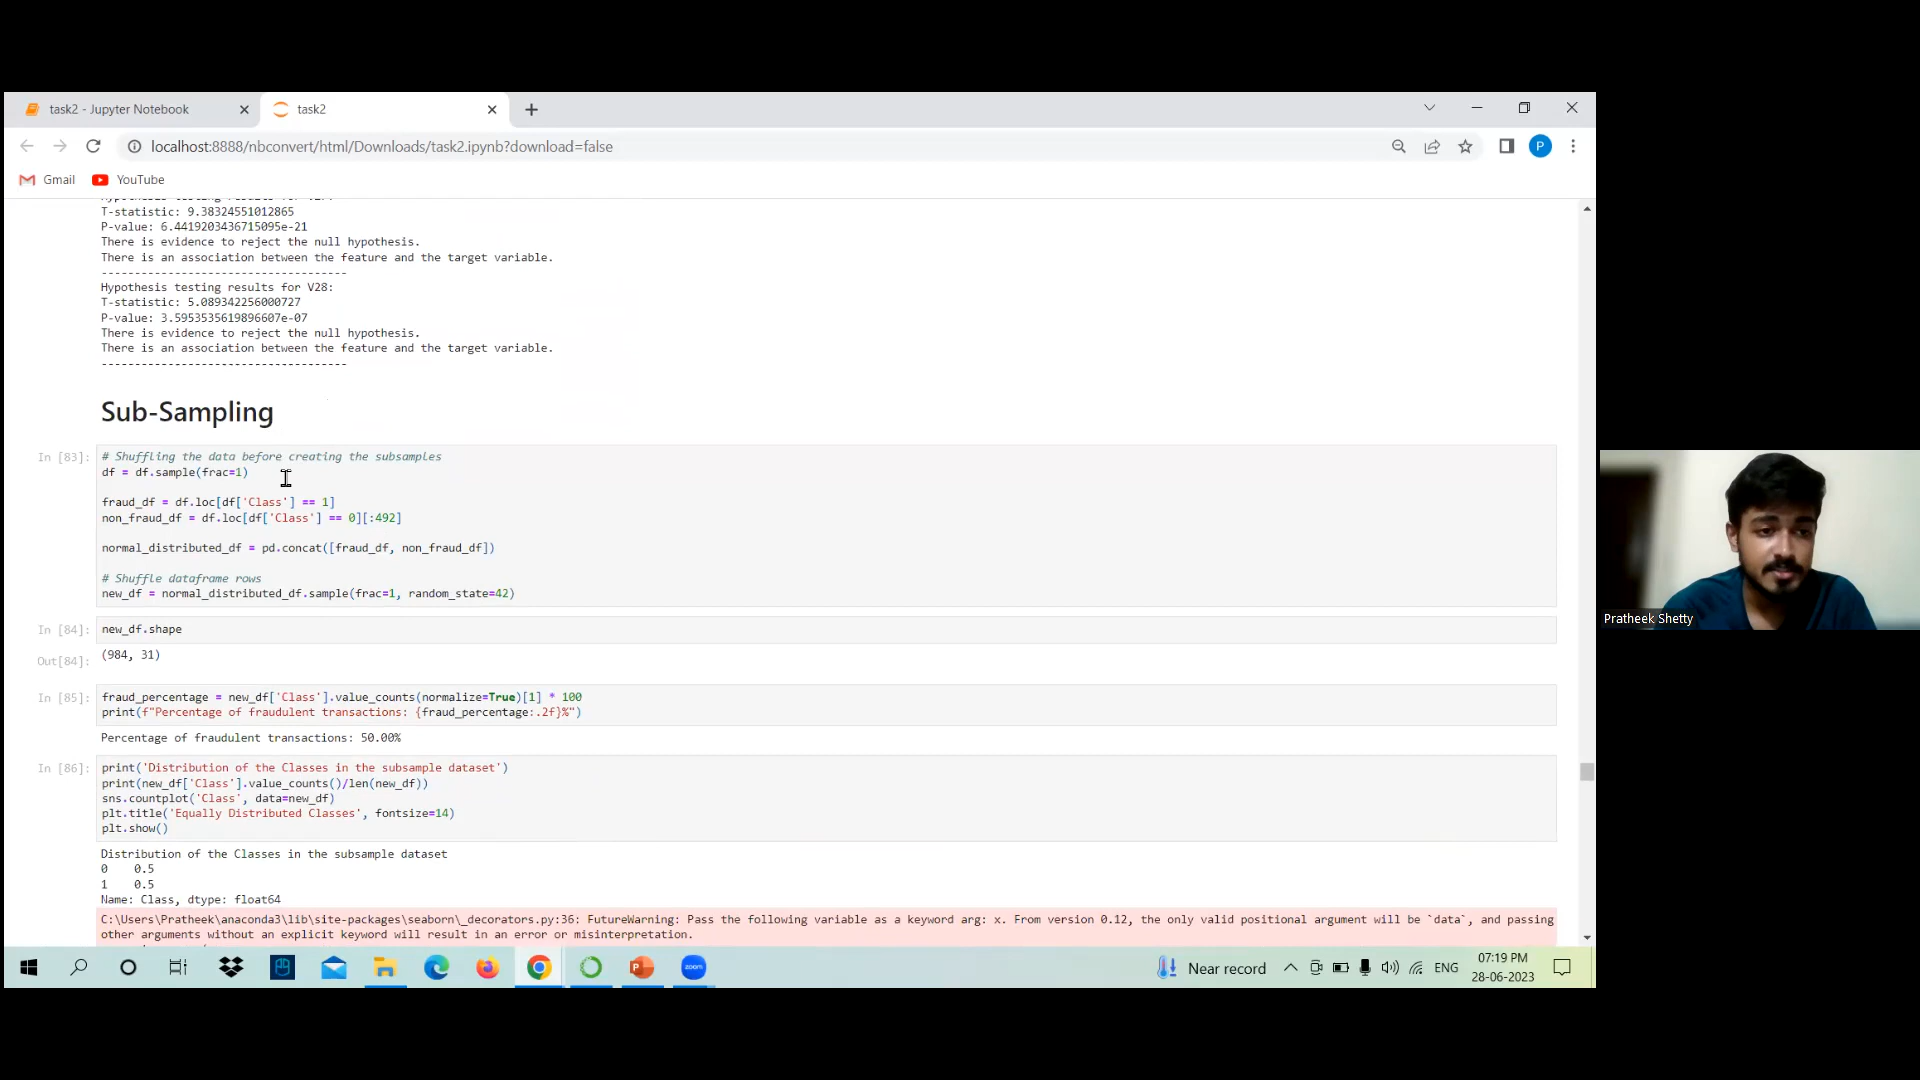 task2 - Jupyter Notebook
task2
localhost:8888/nbconvert/html/Downloads/task2.ipynb?download=false
P
Gmail
YouTube
Hypothesis testing results for V27:
T-statistic: 9.38324551012865
P-value: 6.4419203436715095e-21
There is evidence to reject the null hypothesis.
There is an association between the feature and the target variable.
-------------------------------------
Hypothesis testing results for V28:
T-statistic: 5.089342256000727
P-value: 3.5953535619896607e-07
There is evidence to reject the null hypothesis.
There is an association between the feature and the target variable.
-------------------------------------
Sub-Sampling
In [83]:
# Shuffling the data before creating the subsamples
df = df.sample(frac=1)
fraud_df = df.loc[df['Class'] == 1]
non_fraud_df = df.loc[df['Class'] == 0][:492]
normal_distributed_df = pd.concat([fraud_df, non_fraud_df])
# Shuffle dataframe rows
new_df = normal_distributed_df.sample(frac=1, random_state=42)
In [84]:
new_df.shape
Out[84]:
(984, 31)
In [85]:
fraud_percentage = new_df['Class'].value_counts(normalize=True)[1] * 100
print(f"Percentage of fraudulent transactions: {fraud_percentage:.2f}%")
Percentage of fraudulent transactions: 50.00%
In [86]:
print('Distribution of the Classes in the subsample dataset')
print(new_df['Class'].value_counts()/len(new_df))
sns.countplot('Class', data=new_df)
plt.title('Equally Distributed Classes', fontsize=14)
plt.show()
Distribution of the Classes in the subsample dataset
0    0.5
1    0.5
Name: Class, dtype: float64
C:\Users\Pratheek\anaconda3\lib\site-packages\seaborn\_decorators.py:36: FutureWarning: Pass the following variable as a keyword arg: x. From version 0.12, the only valid positional argument will be `data`, and passing
other arguments without an explicit keyword will result in an error or misinterpretation.
Pratheek Shetty
zoom
Near record
ENG
07:19 PM
28-06-2023